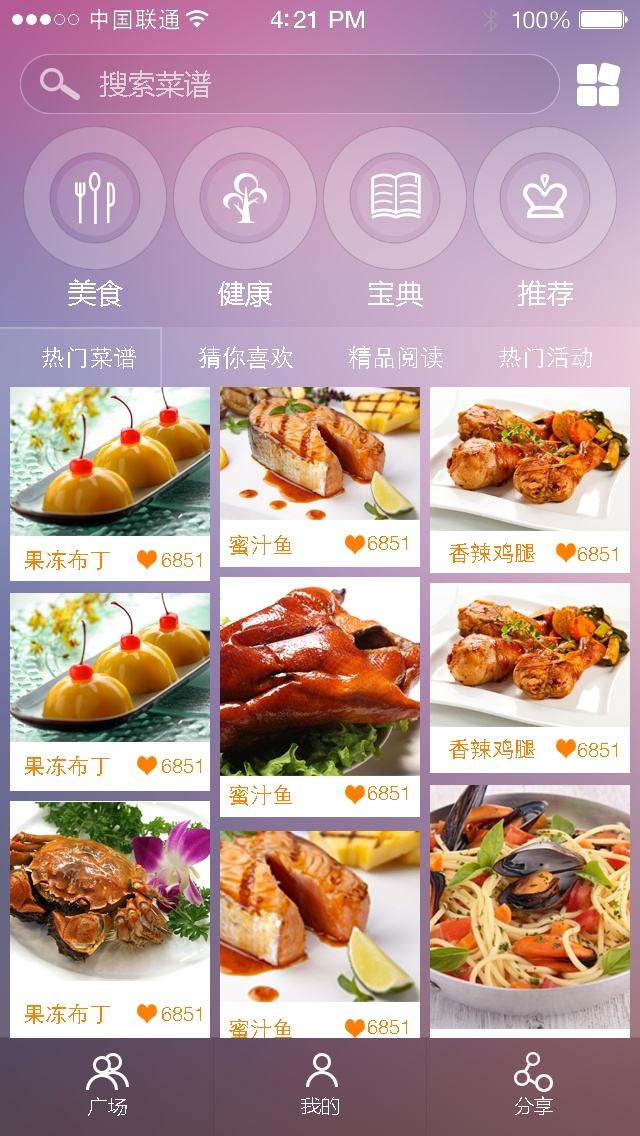 中国联通 4:21 PM 100%
搜索菜谱
美食 健康 宝典 推荐
热门菜谱 猜你喜欢 精品阅读 热门活动
果冻布丁 6851
蜜汁鱼 6851
香辣鸡腿 6851
果冻布丁 6851
蜜汁鱼 6851
香辣鸡腿 6851
果冻布丁 6851
蜜汁鱼 6851
广场 我的 分享